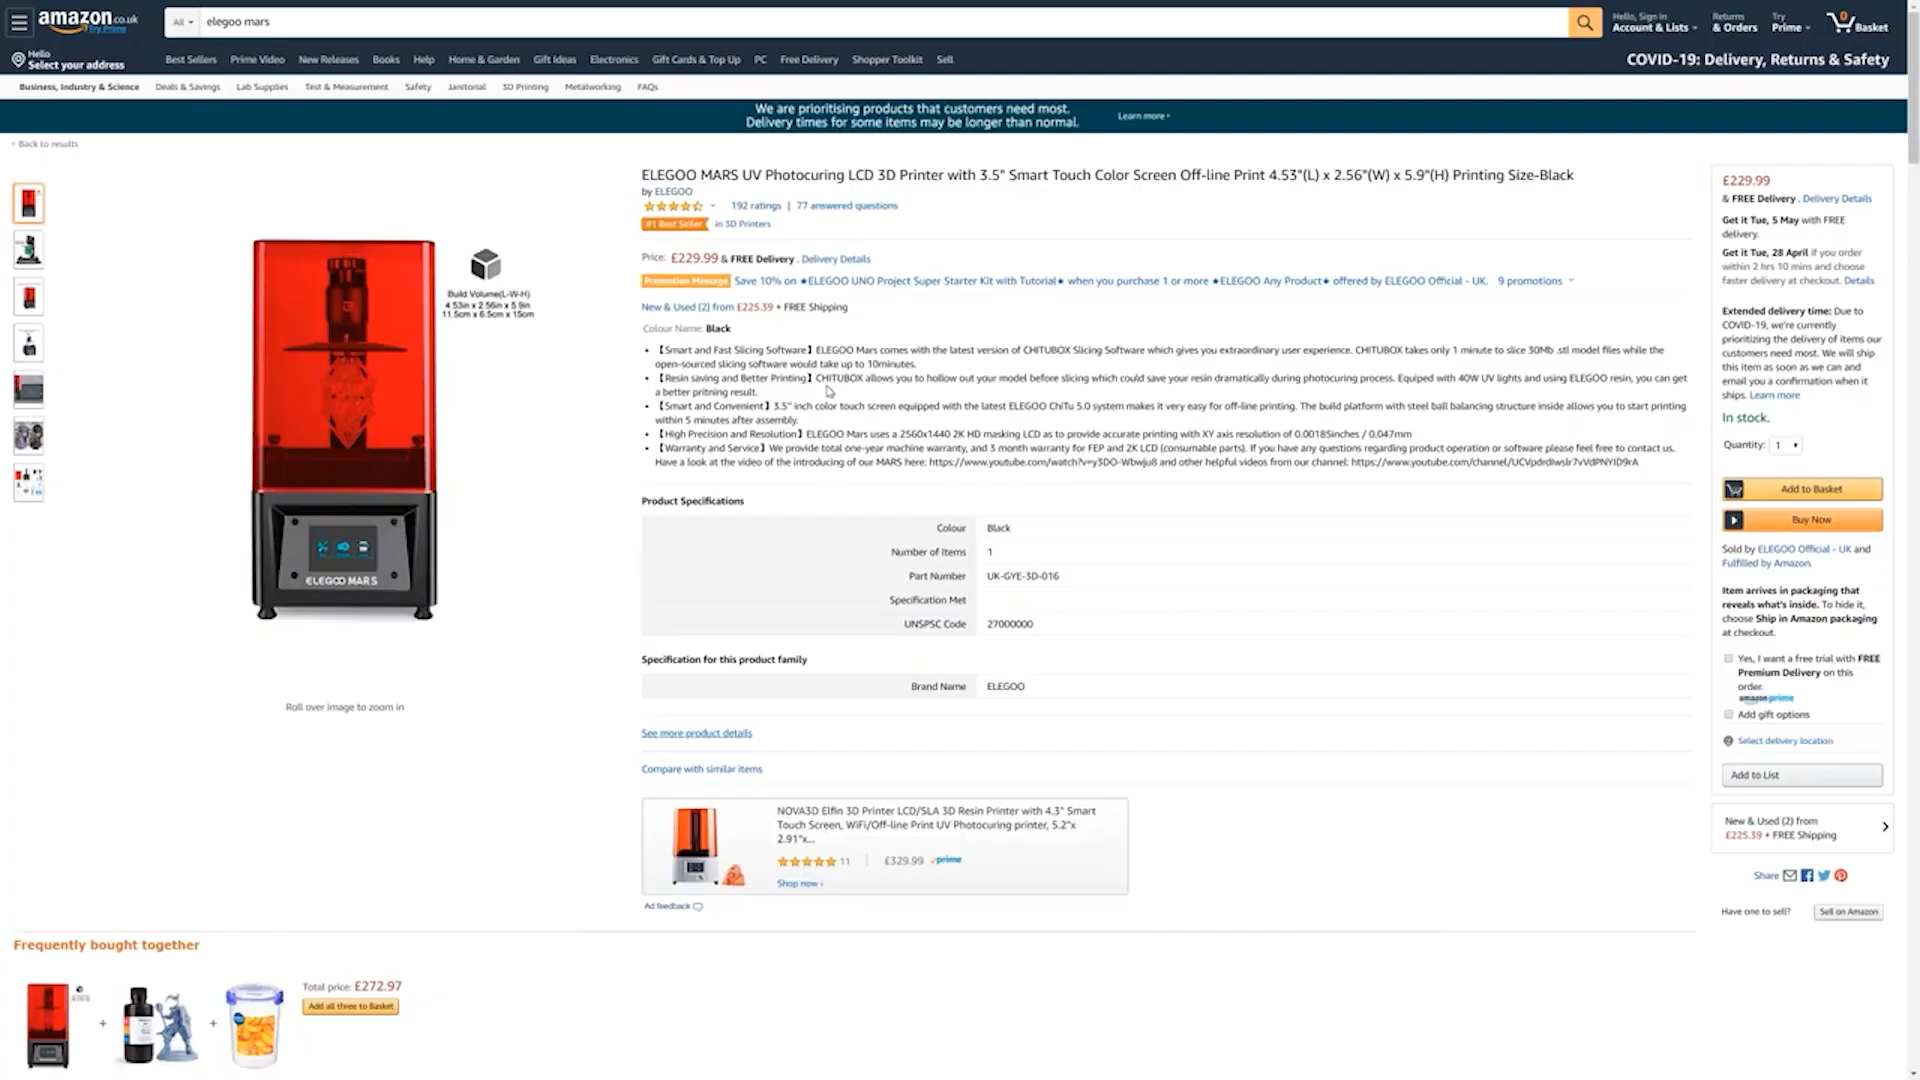 amazon.co.uk
Try Prime
All
elegoo mars
Hello, Sign in
Account & Lists
Returns
& Orders
Try
Prime
0
Basket
Hello
Select your address
Best Sellers
Prime Video
New Releases
Books
Help
Home & Garden
Gift Ideas
Electronics
Gift Cards & Top Up
PC
Free Delivery
Shopper Toolkit
Sell
COVID-19: Delivery, Returns & Safety
Business, Industry & Science
Deals & Savings
Lab Supplies
Test & Measurement
Safety
Janitorial
3D Printing
Metalworking
FAQs
We are prioritising products that customers need most.
Delivery times for some items may be longer than normal.
Learn more
‹ Back to results
Build Volume(L-W-H)
4.53in x 2.56in x 5.9in
11.5cm x 6.5cm x 15cm
ELEGOO MARS
Roll over image to zoom in
ELEGOO MARS UV Photocuring LCD 3D Printer with 3.5" Smart Touch Color Screen Off-line Print 4.53"(L) x 2.56"(W) x 5.9"(H) Printing Size-Black
by ELEGOO
192 ratings | 77 answered questions
#1 Best Seller in 3D Printers
Price: £229.99 & FREE Delivery . Delivery Details
Promotion Message Save 10% on ★ELEGOO UNO Project Super Starter Kit with Tutorial★ when you purchase 1 or more ★ELEGOO Any Product★ offered by ELEGOO Official - UK. 9 promotions
New & Used (2) from £225.39 + FREE Shipping
Colour Name: Black
• 【Smart and Fast Slicing Software】ELEGOO Mars comes with the latest version of CHITUBOX Slicing Software which gives you extraordinary user experience. CHITUBOX takes only 1 minute to slice 30Mb .stl model files while the
open-sourced slicing software would take up to 10minutes.
• 【Resin saving and Better Printing】CHITUBOX allows you to hollow out your model before slicing which could save your resin dramatically during photocuring process. Equiped with 40W UV lights and using ELEGOO resin, you can get
a better pritning result.
• 【Smart and Convenient】3.5'' inch color touch screen equipped with the latest ELEGOO ChiTu 5.0 system makes it very easy for off-line printing. The build platform with steel ball balancing structure inside allows you to start printing
within 5 minutes after assembly.
• 【High Precision and Resolution】ELEGOO Mars uses a 2560x1440 2K HD masking LCD as to provide accurate printing with XY axis resolution of 0.00185inches / 0.047mm
• 【Warranty and Service】We provide total one-year machine warranty, and 3 month warranty for FEP and 2K LCD (consumable parts). If you have any questions regarding product operation or software please feel free to contact us.
Have a look at the video of the introducing of our MARS here: https://www.youtube.com/watch?v=y3DO-Wbwju8 and other helpful videos from our channel:
Product Specifications
Colour Black
Number of Items 1
Part Number UK-GYE-3D-016
Specification Met
UNSPSC Code 27000000
Specification for this product family
Brand Name ELEGOO
See more product details
Compare with similar items
NOVA3D Elfin 3D Printer LCD/SLA 3D Resin Printer with 4.3" Smart
Touch Screen, WiFi/Off-line Print UV Photocuring printer, 5.2"x
2.91"x...
11 | £329.99 prime
Shop now ›
Ad feedback
£229.99
& FREE Delivery . Delivery Details
Get it Tue, 5 May with FREE
delivery.
Get it Tue, 28 April if you order
within 2 hrs 10 mins and choose
faster delivery at checkout. Details
Extended delivery time: Due to
COVID-19, we're currently
prioritizing the delivery of items our
customers need most. We will ship
this item as soon as we can and
email you a confirmation when it
ships. Learn more
In stock.
Quantity: 1
Add to Basket
Buy Now
Sold by ELEGOO Official - UK and
Fulfilled by Amazon.
Item arrives in packaging that
reveals what's inside. To hide it,
choose Ship in Amazon packaging
at checkout.
Yes, I want a free trial with FREE
Premium Delivery on this
order.
amazon prime
Add gift options
Select delivery location
Add to List
New & Used (2) from
£225.39 + FREE Shipping
Share
Have one to sell?
Sell on Amazon
Frequently bought together
+
+
Total price: £272.97
Add all three to Basket